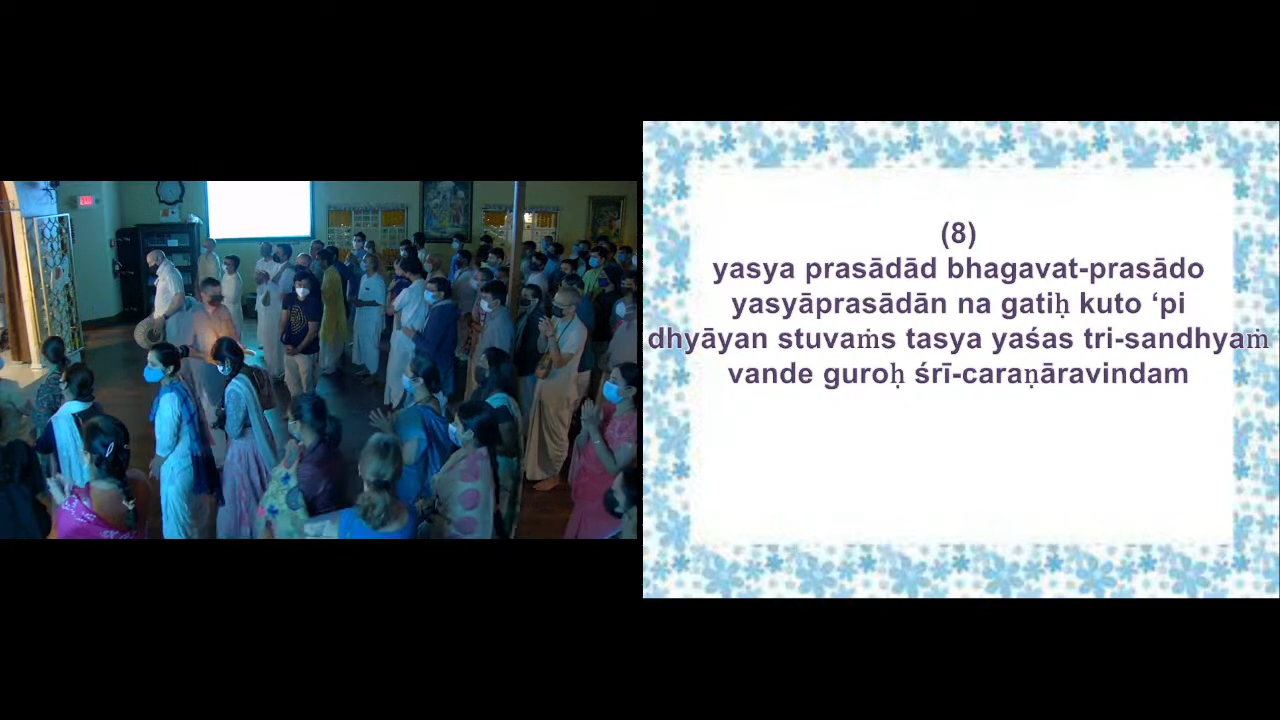 (8)
yasya prasādād bhagavat-prasādo
yasyāprasādān na gatiḥ kuto ‘pi
dhyāyan stuvaṁs tasya yaśas tri-sandhyaṁ
vande guroḥ śrī-caraṇāravindam